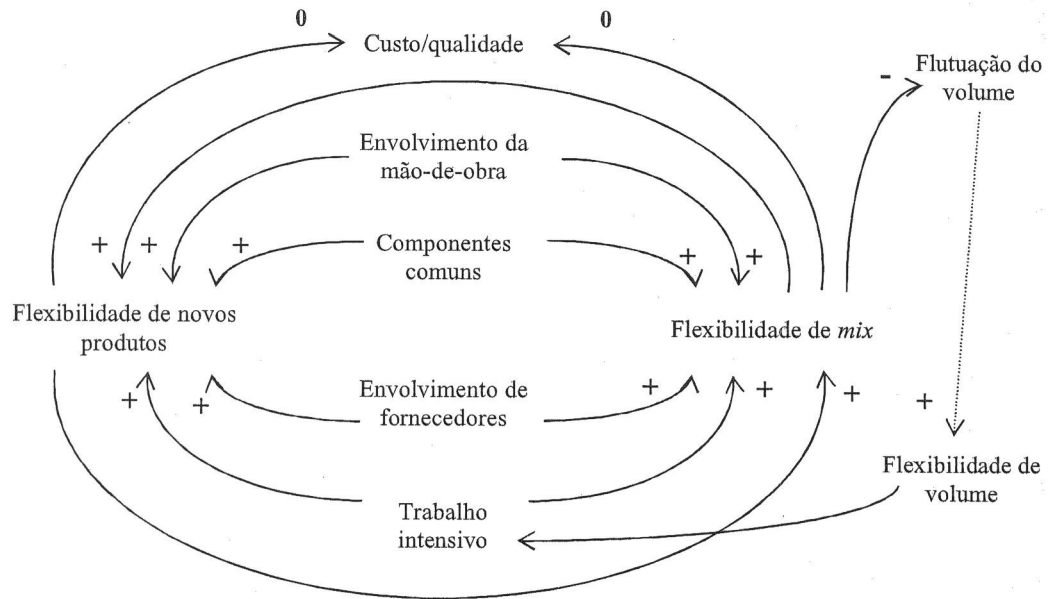 0
0
Custo/qualidade
Flutuação do
volume
-
Envolvimento da
mão-de-obra
+ + +
Componentes
comuns
+ +
Flexibilidade de novos
produtos
Flexibilidade de mix
+ +
Envolvimento de
fornecedores
+ + + +
Flexibilidade de
volume
Trabalho
intensivo